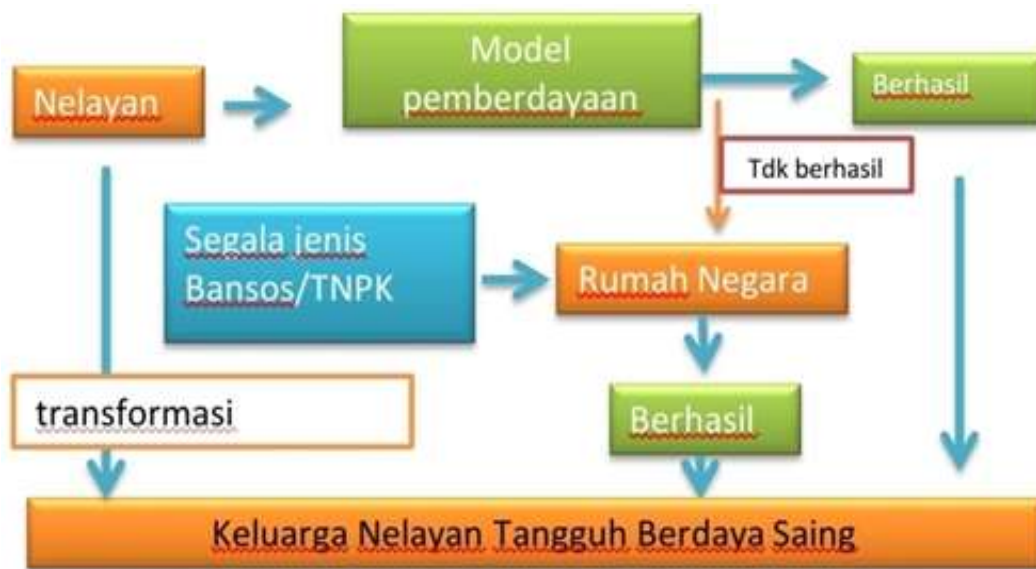 Model
pemberdayaan
Nelayan
Berhasil
Tdk berhasil
Segala jenis
Bansos/TNPK
Rumah Negara
transformasi
Berhasil
Keluarga Nelayan Tangguh Berdaya Saing